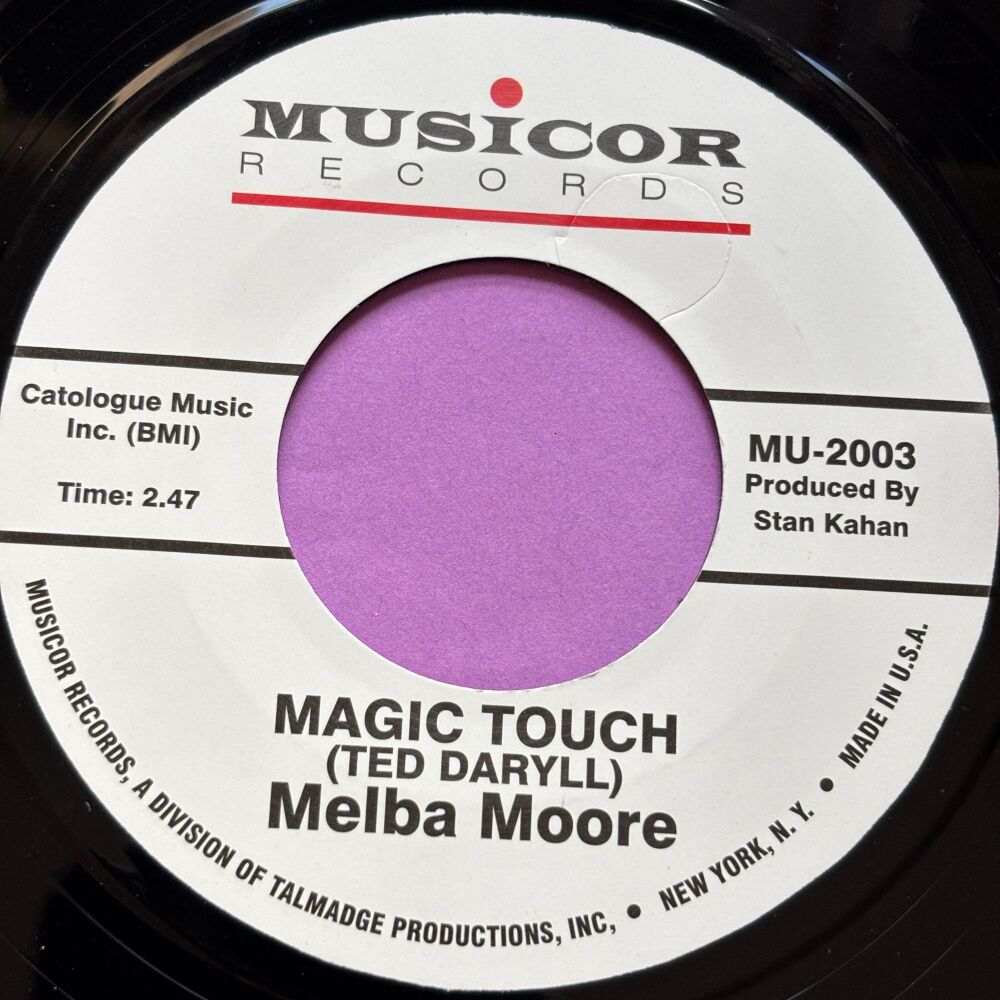 MUSiCOR
RECORDS
Catologue Music
Inc. (BMI)
Time: 2.47
MU-2003
Produced By
Stan Kahan
MAGIC TOUCH
(TED DARYLL)
Melba Moore
MUSICOR RECORDS, A DIVISION OF TALMADGE PRODUCTIONS, INC, • NEW YORK, N. Y. • MADE IN U.S.A.